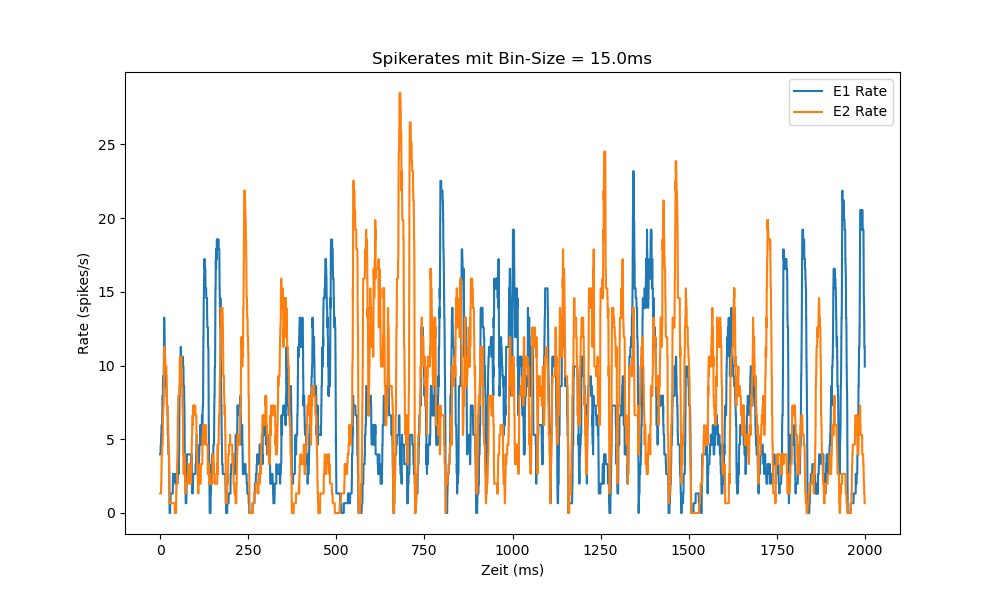 Spikerates mit Bin-Size = 15.0ms
E1 Rate
E2 Rate
25
20
15
10
5
0
Rate (spikes/s)
0 250 500 750 1000 1250 1500 1750 2000
Zeit (ms)